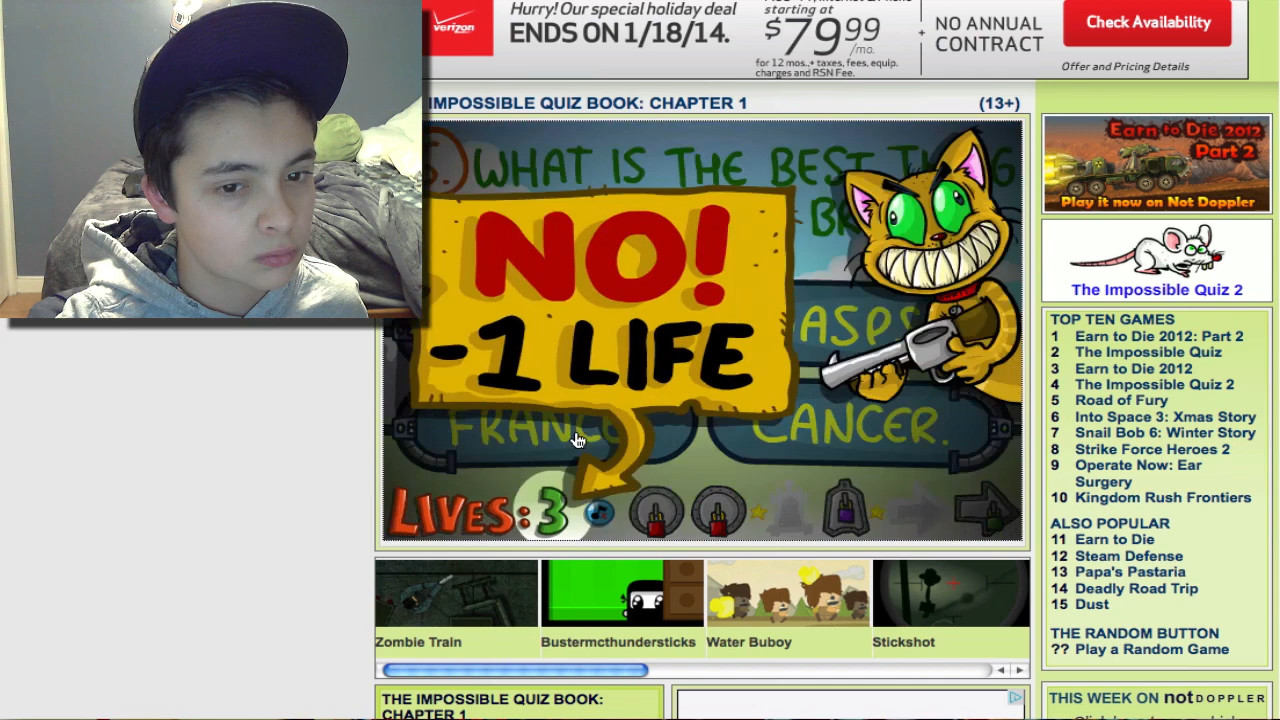 verizon
Hurry! Our special holiday deal
ENDS ON 1/18/14.
starting at
$79.99
/mo.
for 12 mos.,+ taxes, fees, equip.
charges and RSN Fee.
+
NO ANNUAL
CONTRACT
Check Availability
Offer and Pricing Details
IMPOSSIBLE QUIZ BOOK: CHAPTER 1
(13+)
WHAT IS THE BEST
NO!
-1 LIFE
ASPS
FRANCE
CANCER.
LIVES: 3
Zombie Train
Bustermcthundersticks
Water Buboy
Stickshot
THE IMPOSSIBLE QUIZ BOOK:
CHAPTER 1
Earn to Die 2012
Part 2
Play it now on Not Doppler
The Impossible Quiz 2
TOP TEN GAMES
1 Earn to Die 2012: Part 2
2 The Impossible Quiz
3 Earn to Die 2012
4 The Impossible Quiz 2
5 Road of Fury
6 Into Space 3: Xmas Story
7 Snail Bob 6: Winter Story
8 Strike Force Heroes 2
9 Operate Now: Ear
Surgery
10 Kingdom Rush Frontiers
ALSO POPULAR
11 Earn to Die
12 Steam Defense
13 Papa's Pastaria
14 Deadly Road Trip
15 Dust
THE RANDOM BUTTON
?? Play a Random Game
THIS WEEK ON notDOPPLER